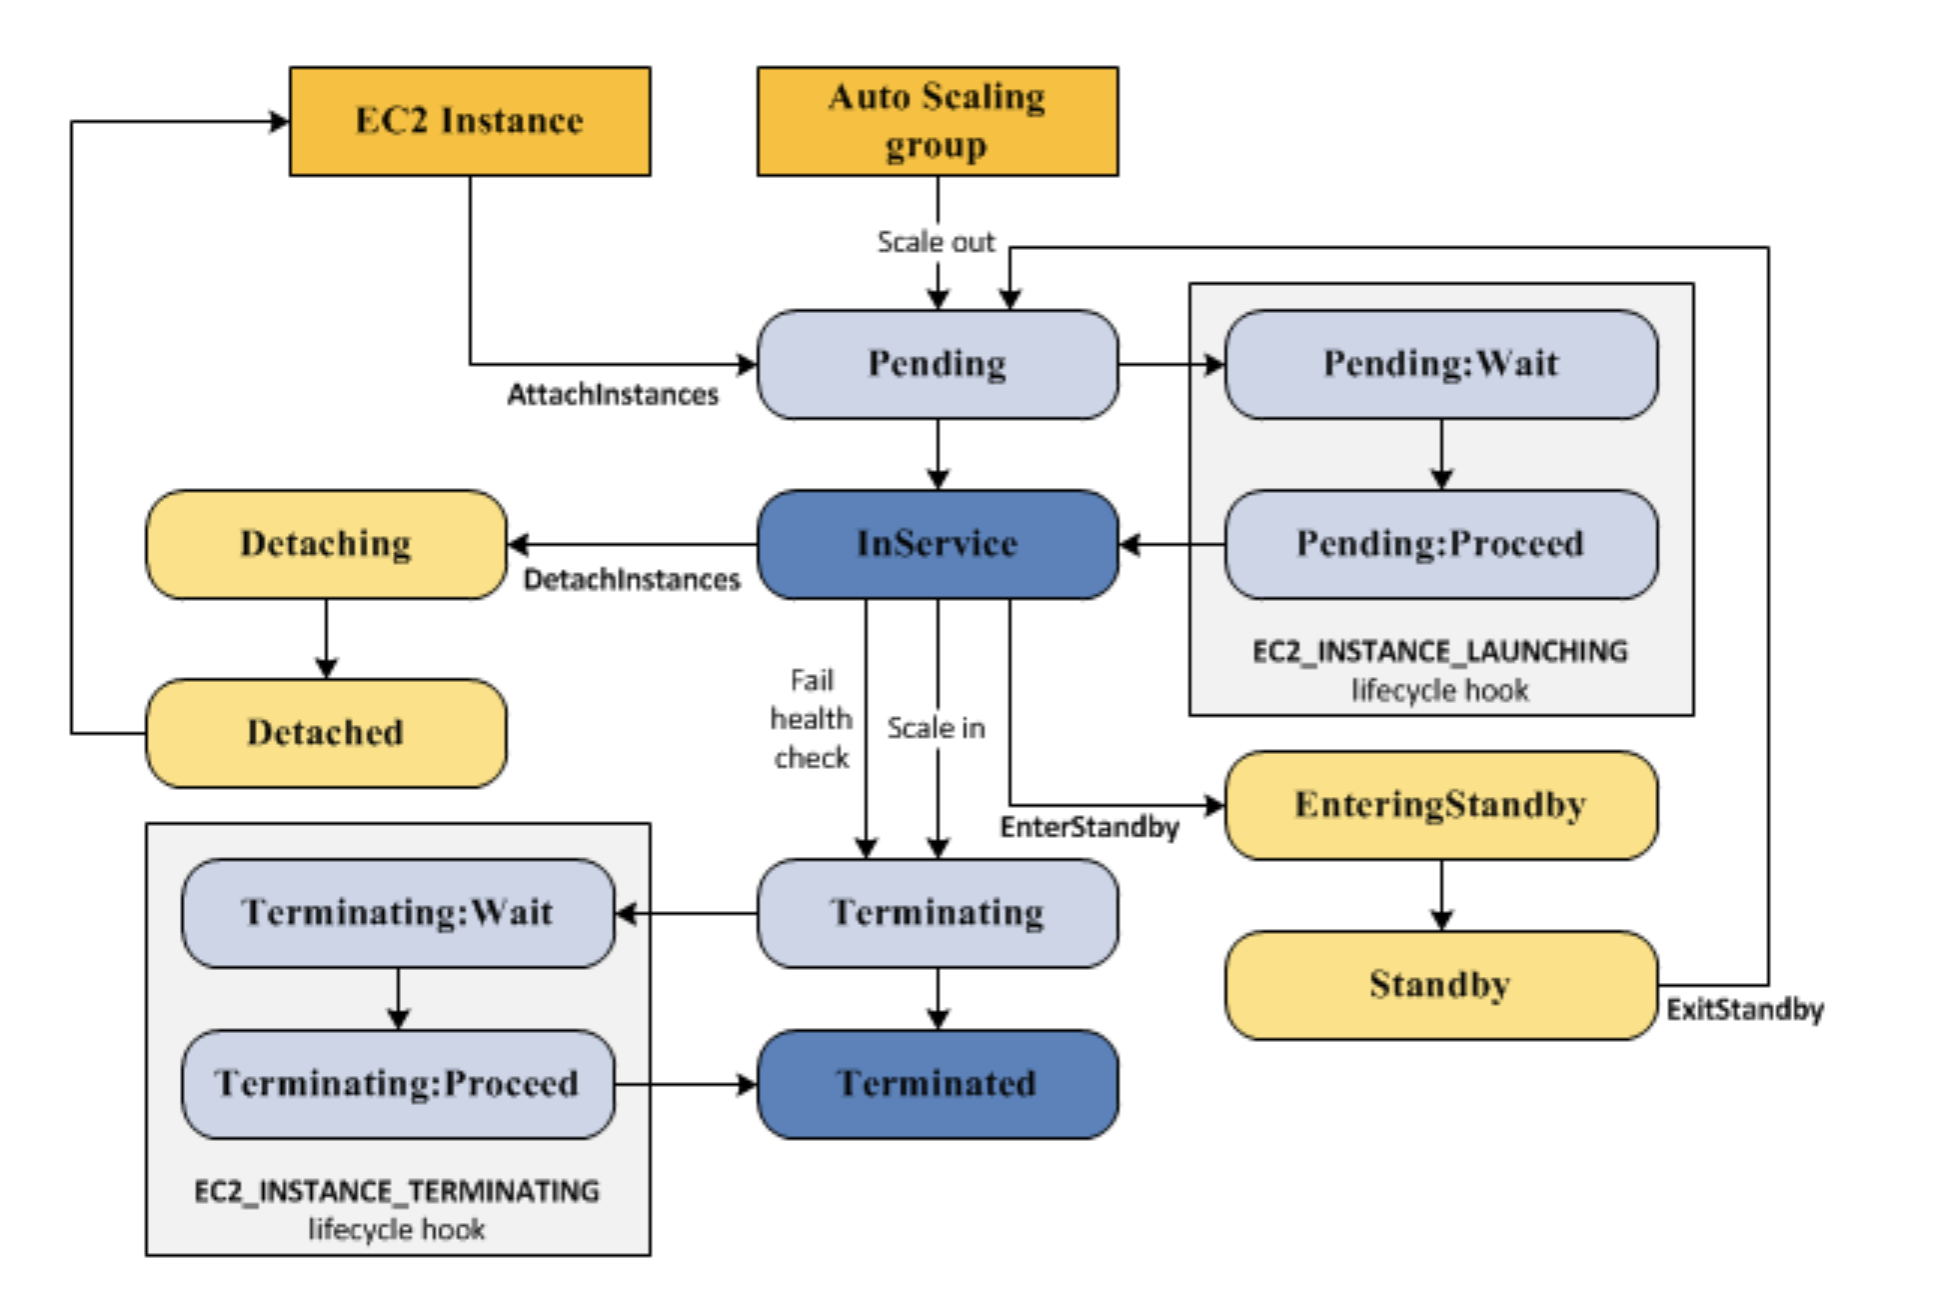 EC2 Instance
Auto Scaling
group
Scale out
Pending
Pending:Wait
AttachInstances
Detaching
InService
Pending:Proceed
DetachInstances
EC2_INSTANCE_LAUNCHING
lifecycle hook
Fail
health
check
Scale in
Detached
EnteringStandby
EnterStandby
Terminating:Wait
Terminating
Standby
ExitStandby
Terminating:Proceed
Terminated
EC2_INSTANCE_TERMINATING
lifecycle hook